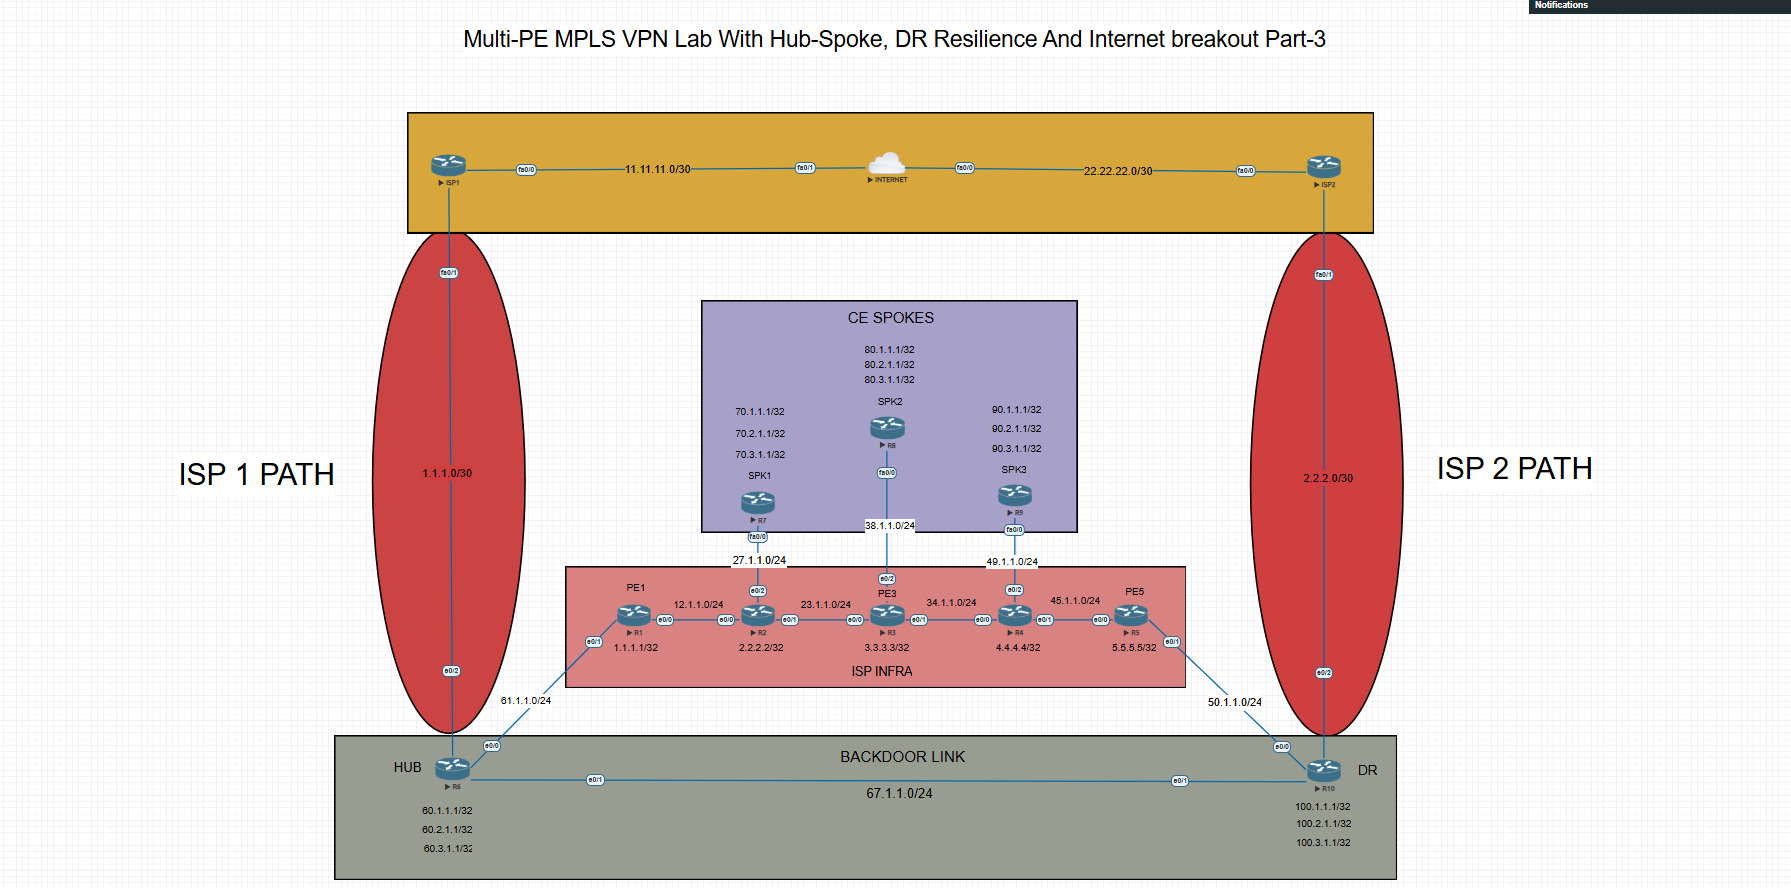 Notifications
Multi-PE MPLS VPN Lab With Hub-Spoke, DR Resilience And Internet breakout Part-3
fa0/0
11.11.11.0/30
fa0/1
fa0/0
22.22.22.0/30
fa0/0
ISP1
INTERNET
ISP2
fa0/1
fa0/1
CE SPOKES
80.1.1.1/32
80.2.1.1/32
80.3.1.1/32
SPK2
R8
70.1.1.1/32
70.2.1.1/32
70.3.1.1/32
SPK1
R7
90.1.1.1/32
90.2.1.1/32
90.3.1.1/32
SPK3
R9
ISP 1 PATH
1.1.1.0/30
fa0/0
2.2.2.0/30
ISP 2 PATH
38.1.1.0/24
fa0/0
fa0/0
27.1.1.0/24
49.1.1.0/24
e0/2
e0/2
e0/2
PE1
PE3
PE5
12.1.1.0/24
23.1.1.0/24
34.1.1.0/24
45.1.1.0/24
e0/0
e0/0
e0/1
e0/0
e0/1
e0/0
e0/1
e0/0
R1
R2
R3
R4
R5
e0/1
e0/1
1.1.1.1/32
2.2.2.2/32
3.3.3.3/32
4.4.4.4/32
5.5.5.5/32
ISP INFRA
e0/2
e0/2
61.1.1.0/24
50.1.1.0/24
e0/0
e0/0
BACKDOOR LINK
HUB
DR
R6
e0/1
e0/1
R10
67.1.1.0/24
60.1.1.1/32
60.2.1.1/32
60.3.1.1/32
100.1.1.1/32
100.2.1.1/32
100.3.1.1/32